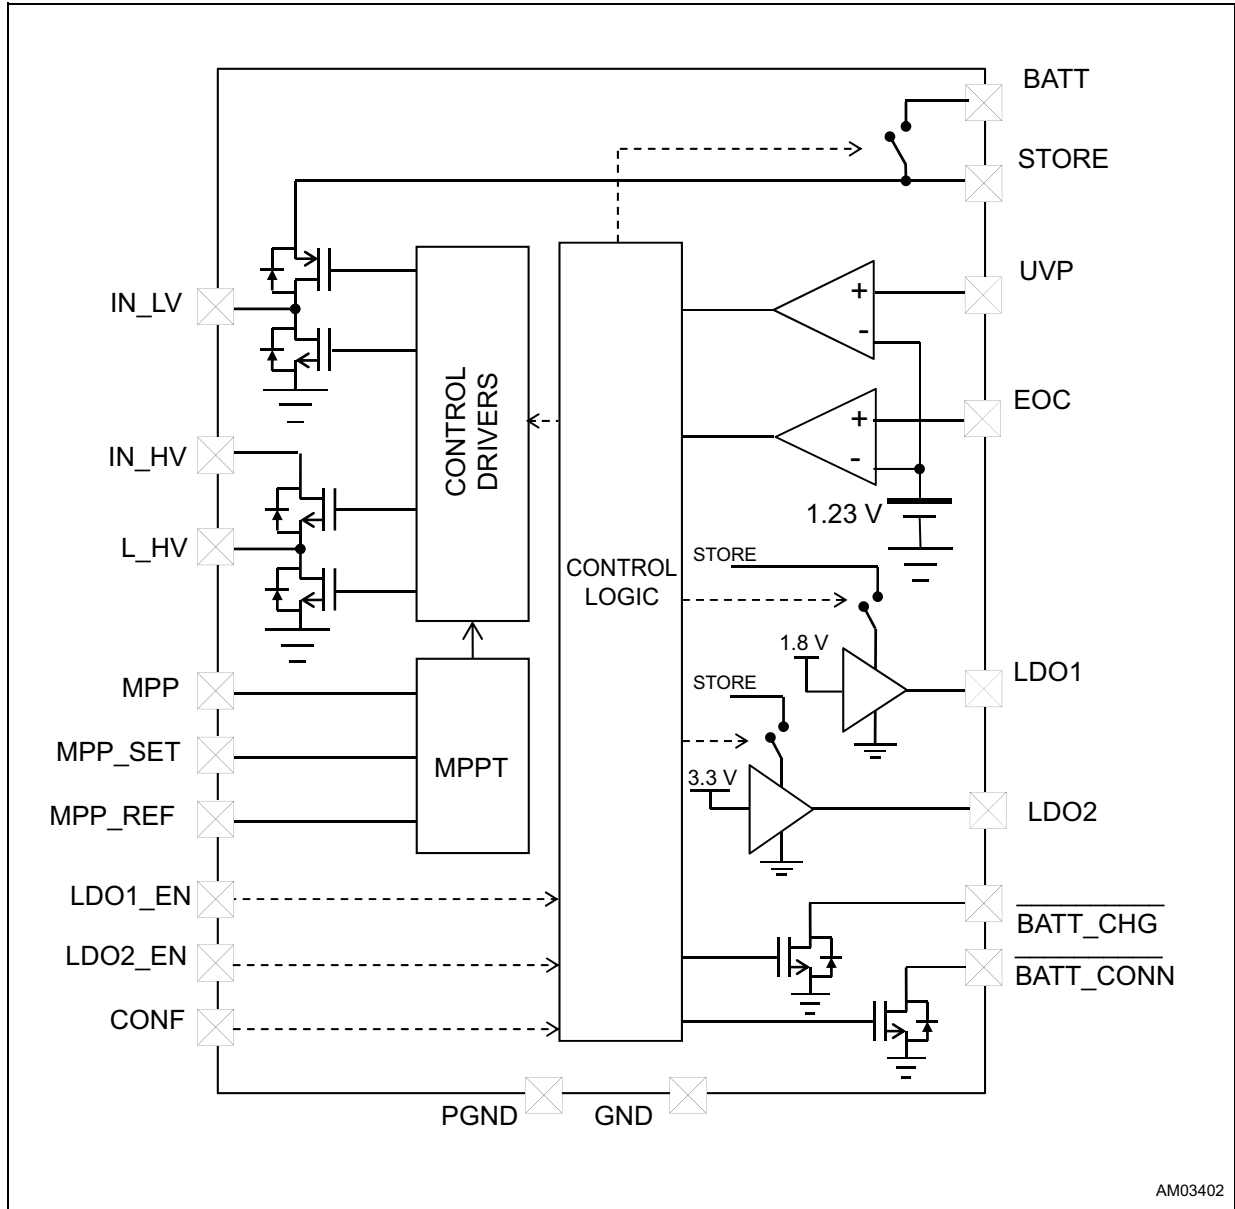 BATT
STORE
UVP
IN_LV
+
-
CONTROL
DRIVERS
EOC
+
-
IN_HV
1.23 V
L_HV
STORE
CONTROL
LOGIC
1.8 V
LDO1
MPP
STORE
MPP_SET
MPPT
3.3 V
MPP_REF
LDO2
LDO1_EN
BATT_CHG
LDO2_EN
BATT_CONN
CONF
PGND
GND
AM03402